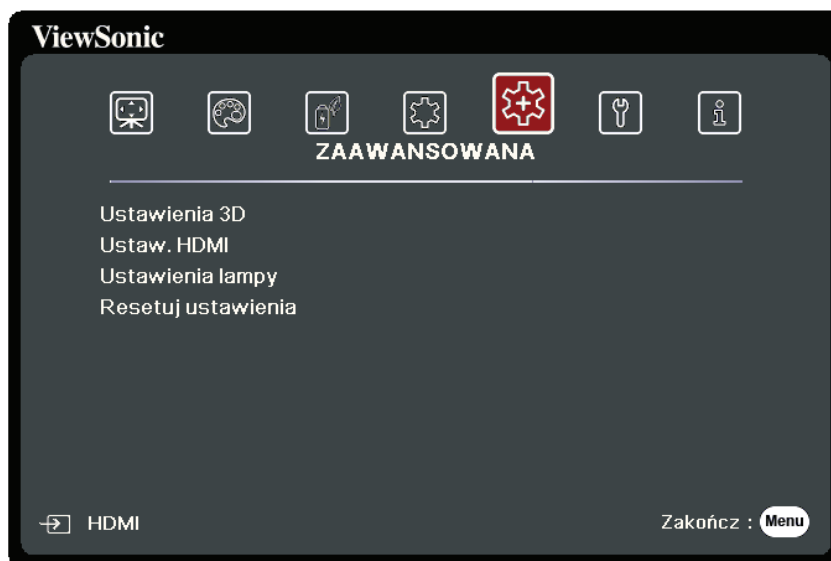 ViewSonic
ZAAWANSOWANA
Ustawienia 3D
Ustaw. HDMI
Ustawienia lampy
Resetuj ustawienia
HDMI
Zakończ : Menu